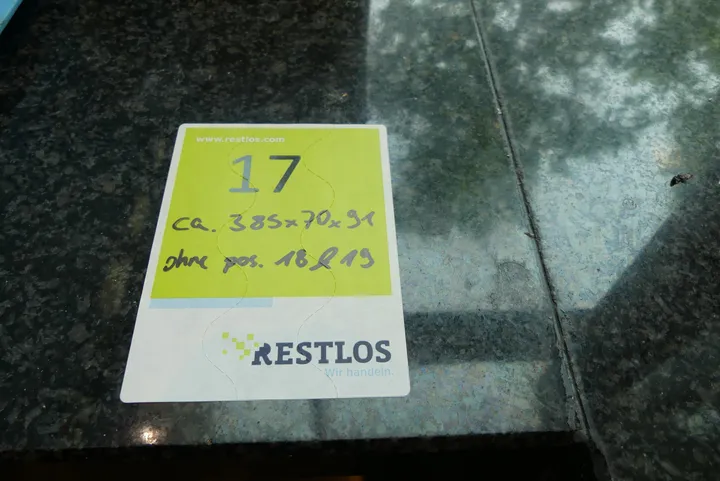 www.restlos.com
17
ca. 385x70x91
ohne pos. 18 & 19
RESTLOS
Wir handeln.